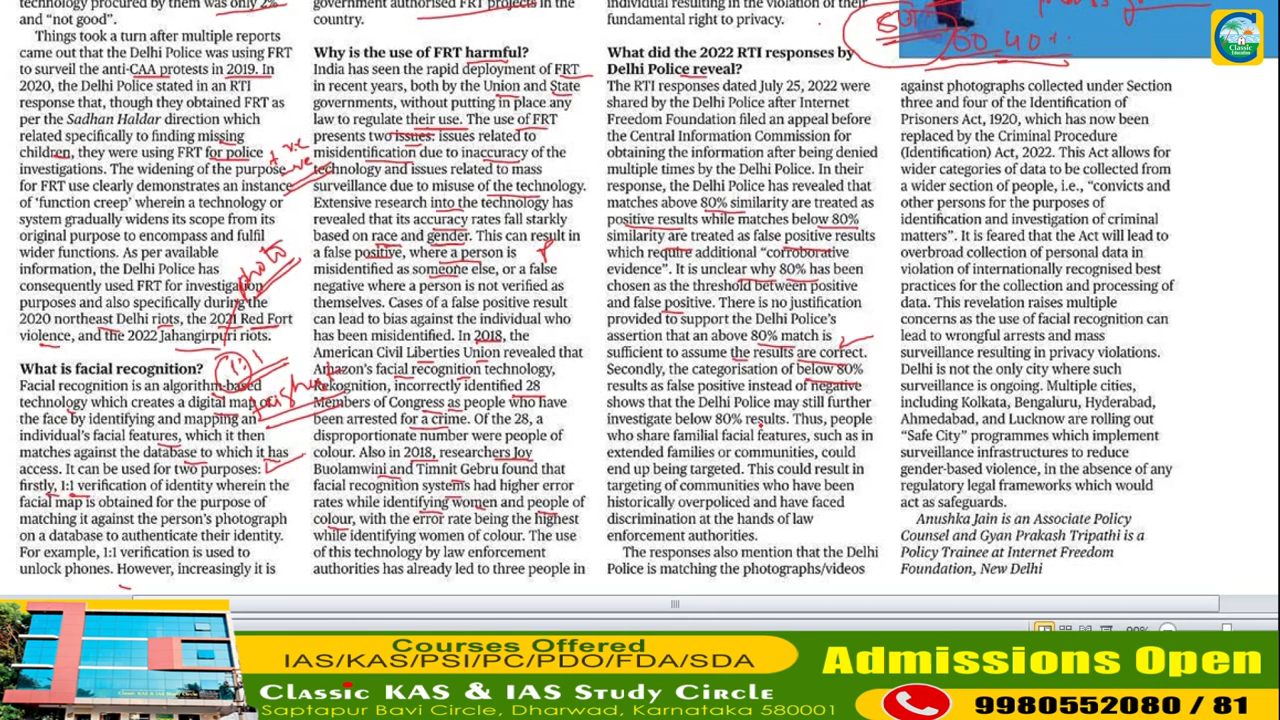 technology procured by them was only 2%
and “not good”.
Things took a turn after multiple reports
came out that the Delhi Police was using FRT
to surveil the anti-CAA protests in 2019. In
2020, the Delhi Police stated in an RTI
response that, though they obtained FRT as
per the Sadhan Haldar direction which
related specifically to finding missing
children, they were using FRT for police
investigations. The widening of the purpose
for FRT use clearly demonstrates an instance
of ‘function creep’ wherein a technology or
system gradually widens its scope from its
original purpose to encompass and fulfil
wider functions. As per available
information, the Delhi Police has
consequently used FRT for investigation
purposes and also specifically during the
2020 northeast Delhi riots, the 2021 Red Fort
violence, and the 2022 Jahangirpuri riots.
What is facial recognition?
Facial recognition is an algorithm-based
technology which creates a digital map of
the face by identifying and mapping an
individual’s facial features, which it then
matches against the database to which it has
access. It can be used for two purposes:
firstly, 1:1 verification of identity wherein the
facial map is obtained for the purpose of
matching it against the person’s photograph
on a database to authenticate their identity.
For example, 1:1 verification is used to
unlock phones. However, increasingly it is
government authorised FRT projects in the
country.
Why is the use of FRT harmful?
India has seen the rapid deployment of FRT
in recent years, both by the Union and State
governments, without putting in place any
law to regulate their use. The use of FRT
presents two issues: issues related to
misidentification due to inaccuracy of the
technology and issues related to mass
surveillance due to misuse of the technology.
Extensive research into the technology has
revealed that its accuracy rates fall starkly
based on race and gender. This can result in
a false positive, where a person is
misidentified as someone else, or a false
negative where a person is not verified as
themselves. Cases of a false positive result
can lead to bias against the individual who
has been misidentified. In 2018, the
American Civil Liberties Union revealed that
Amazon’s facial recognition technology,
Rekognition, incorrectly identified 28
Members of Congress as people who have
been arrested for a crime. Of the 28, a
disproportionate number were people of
colour. Also in 2018, researchers Joy
Buolamwini and Timnit Gebru found that
facial recognition systems had higher error
rates while identifying women and people of
colour, with the error rate being the highest
while identifying women of colour. The use
of this technology by law enforcement
authorities has already led to three people in
individual resulting in the violation of their
fundamental right to privacy.
What did the 2022 RTI responses by
Delhi Police reveal?
The RTI responses dated July 25, 2022 were
shared by the Delhi Police after Internet
Freedom Foundation filed an appeal before
the Central Information Commission for
obtaining the information after being denied
multiple times by the Delhi Police. In their
response, the Delhi Police has revealed that
matches above 80% similarity are treated as
positive results while matches below 80%
similarity are treated as false positive results
which require additional “corroborative
evidence”. It is unclear why 80% has been
chosen as the threshold between positive
and false positive. There is no justification
provided to support the Delhi Police’s
assertion that an above 80% match is
sufficient to assume the results are correct.
Secondly, the categorisation of below 80%
results as false positive instead of negative
shows that the Delhi Police may still further
investigate below 80% results. Thus, people
who share familial facial features, such as in
extended families or communities, could
end up being targeted. This could result in
targeting of communities who have been
historically overpoliced and have faced
discrimination at the hands of law
enforcement authorities.
The responses also mention that the Delhi
Police is matching the photographs/videos
against photographs collected under Section
three and four of the Identification of
Prisoners Act, 1920, which has now been
replaced by the Criminal Procedure
(Identification) Act, 2022. This Act allows for
wider categories of data to be collected from
a wider section of people, i.e., “convicts and
other persons for the purposes of
identification and investigation of criminal
matters”. It is feared that the Act will lead to
overbroad collection of personal data in
violation of internationally recognised best
practices for the collection and processing of
data. This revelation raises multiple
concerns as the use of facial recognition can
lead to wrongful arrests and mass
surveillance resulting in privacy violations.
Delhi is not the only city where such
surveillance is ongoing. Multiple cities,
including Kolkata, Bengaluru, Hyderabad,
Ahmedabad, and Lucknow are rolling out
“Safe City” programmes which implement
surveillance infrastructures to reduce
gender-based violence, in the absence of any
regulatory legal frameworks which would
act as safeguards.
Anushka Jain is an Associate Policy
Counsel and Gyan Prakash Tripathi is a
Policy Trainee at Internet Freedom
Foundation, New Delhi
photo
1:1
60 40%
Classic
Education
Courses Offered
IAS/KAS/PSI/PC/PDO/FDA/SDA
Classic KAS & IAS Study Circle
Saptapur Bavi Circle, Dharwad, Karnataka 580001
Admissions Open
9980552080 / 81